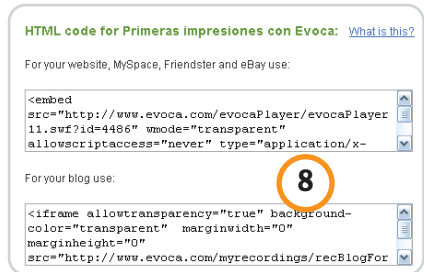 HTML code for Primeras impresiones con Evoca: What is this?
For your website, MySpace, Friendster and eBay use:
<embed
src="http://www.evoca.com/evocaPlayer/evocaPlayer
11.swf?id=4486" wmode="transparent"
allowscriptaccess="never" type="application/x-
For your blog use:
8
<iframe allowtransparency="true" background-
color="transparent" marginwidth="0"
marginheight="0"
src="http://www.evoca.com/myrecordings/recBlogFor